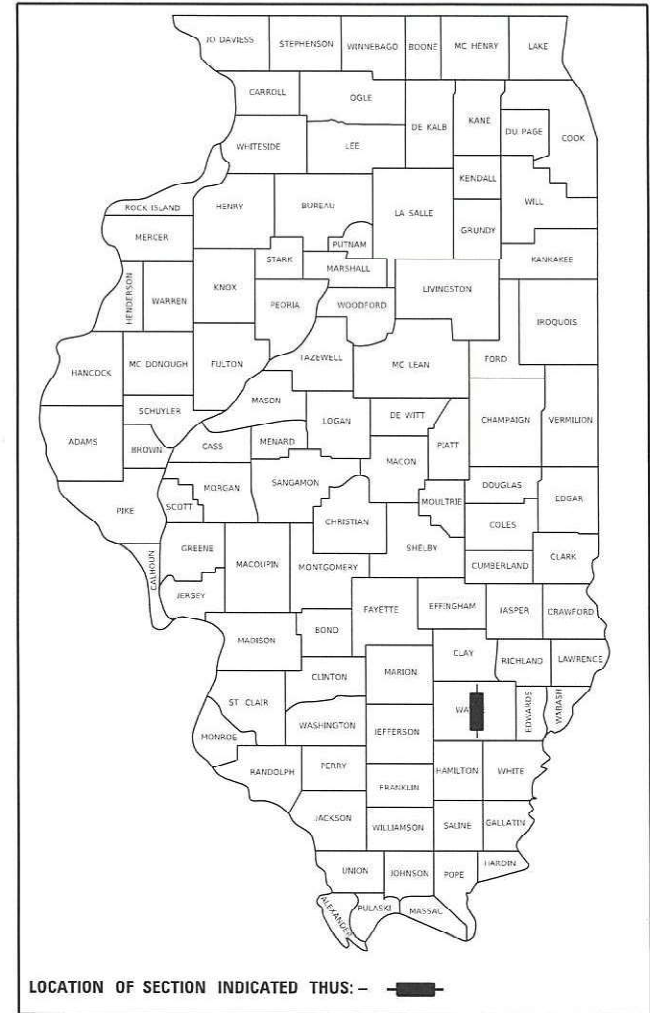 JO DAVIESS STEPHENSON WINNEBAGO BOONE MC HENRY LAKE
CARROLL OGLE DE KALB KANE DU PAGE COOK
WHITESIDE LEE KENDALL WILL
ROCK ISLAND HENRY BUREAU LA SALLE GRUNDY
MERCER PUTNAM KANKAKEE
HENDERSON WARREN KNOX STARK MARSHALL LIVINGSTON
PEORIA WOODFORD IROQUOIS
HANCOCK MC DONOUGH FULTON TAZEWELL MC LEAN FORD
MASON
ADAMS SCHUYLER LOGAN DE WITT CHAMPAIGN VERMILION
BROWN CASS MENARD MACON PIATT
PIKE SCOTT MORGAN SANGAMON MOULTRIE DOUGLAS EDGAR
CHRISTIAN COLES
CALHOUN GREENE MACOUPIN MONTGOMERY SHELBY CUMBERLAND CLARK
JERSEY FAYETTE EFFINGHAM JASPER CRAWFORD
MADISON BOND CLAY RICHLAND LAWRENCE
CLINTON MARION
ST CLAIR WASHINGTON JEFFERSON WA EDWARDS WABASH
MONROE
RANDOLPH PERRY FRANKLIN HAMILTON WHITE
JACKSON WILLIAMSON SALINE GALLATIN
UNION JOHNSON POPE HARDIN
ALEXANDER PULASKI MASSAC
LOCATION OF SECTION INDICATED THUS: –